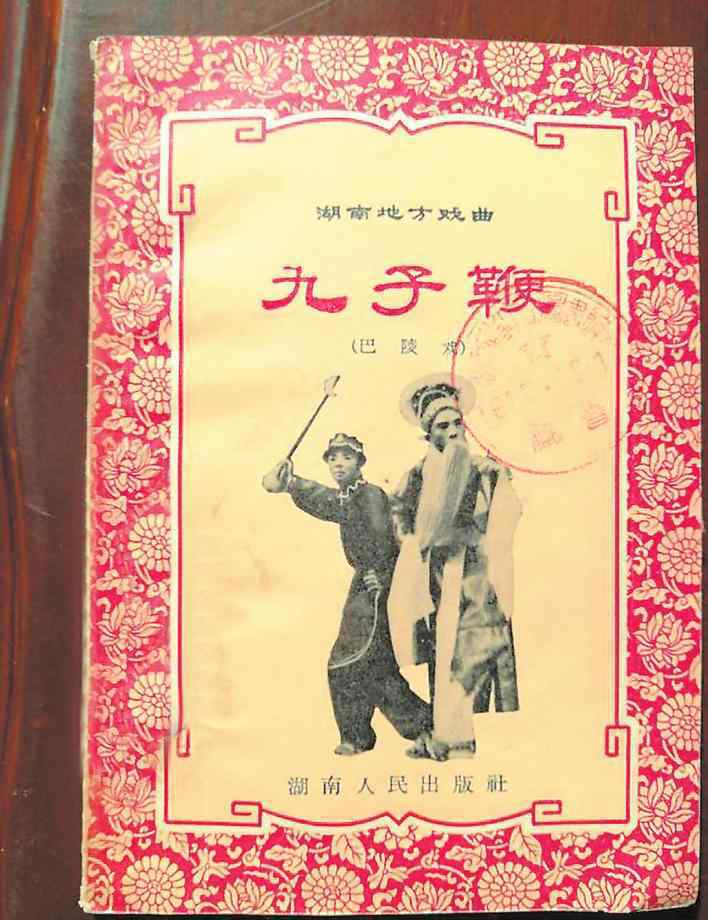 湖南地方戏曲
九子鞭
(巴陵戏)
湖南人民出版社